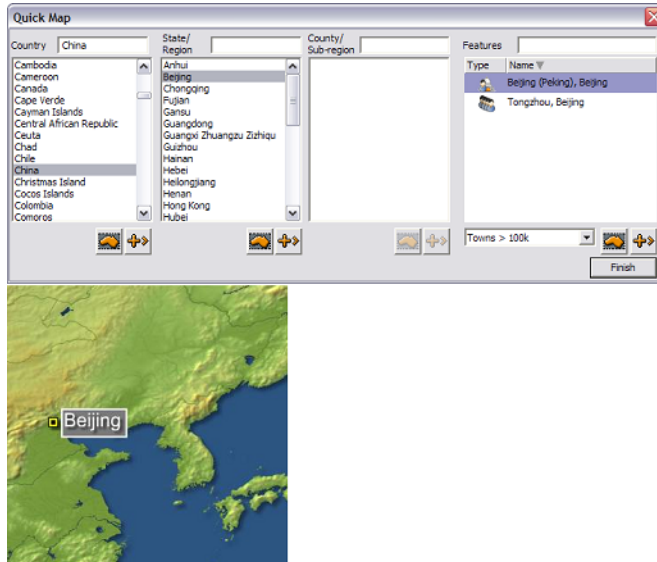 Quick Map
Country China
State/
Region
County/
Sub-region
Features
Cambodia
Cameroon
Canada
Cape Verde
Cayman Islands
Central African Republic
Ceuta
Chad
Chile
China
Christmas Island
Cocos Islands
Colombia
Comoros
Anhui
Beijing
Chongqing
Fujian
Gansu
Guangdong
Guangxi Zhuangzu Zizhiqu
Guizhou
Hainan
Hebei
Heilongjiang
Henan
Hong Kong
Hubei
Type Name
Beijing (Peking), Beijing
Tongzhou, Beijing
Towns > 100k
Finish
Beijing